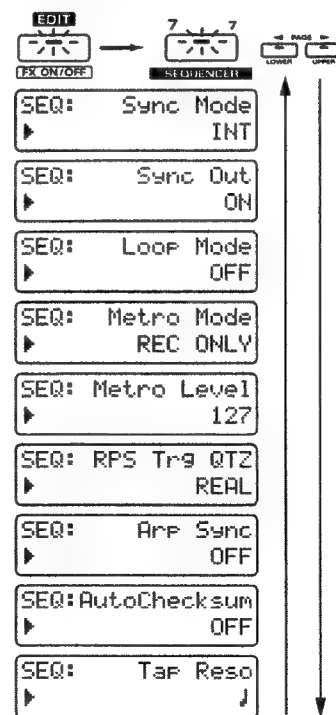 EDIT
FX ON/OFF
7 7
SEQUENCER
PAGE
LOWER UPPER
SEQ: Sync Mode
INT
SEQ: Sync Out
ON
SEQ: Loop Mode
OFF
SEQ: Metro Mode
REC ONLY
SEQ: Metro Level
127
SEQ: RPS Trg QTZ
REAL
SEQ: Arp Sync
OFF
SEQ:AutoChecksum
OFF
SEQ: Tap Reso
♩